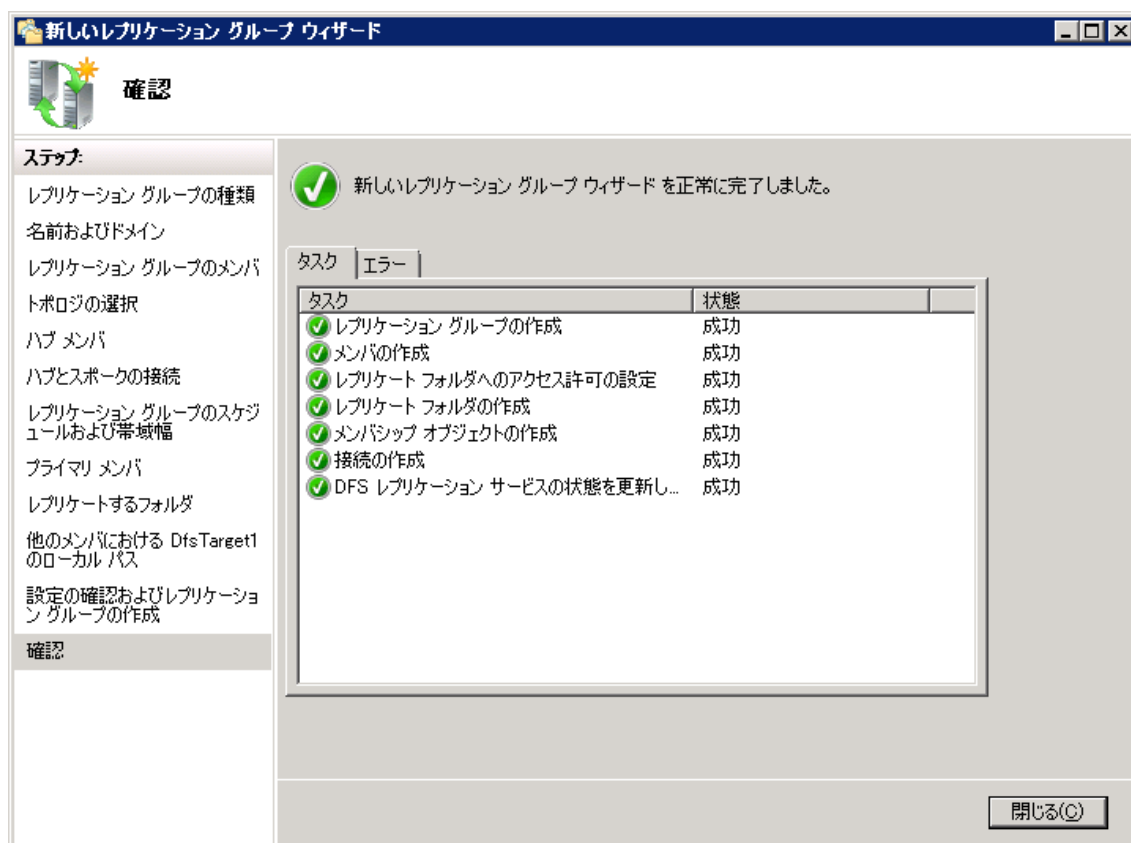 新しいレプリケーション グループ ウィザード
確認
ステップ:
レプリケーション グループの種類
名前およびドメイン
レプリケーション グループのメンバ
トポロジの選択
ハブ メンバ
ハブとスポークの接続
レプリケーション グループのスケジ
ュールおよび帯域幅
プライマリ メンバ
レプリケートするフォルダ
他のメンバにおける DfsTarget1
のローカル パス
設定の確認およびレプリケーショ
ン グループの作成
確認
新しいレプリケーション グループ ウィザード を正常に完了しました。
タスク エラー
タスク 状態
レプリケーション グループの作成 成功
メンバの作成 成功
レプリケート フォルダへのアクセス許可の設定 成功
レプリケート フォルダの作成 成功
メンバシップ オブジェクトの作成 成功
接続の作成 成功
DFS レプリケーション サービスの状態を更新し... 成功
閉じる(C)